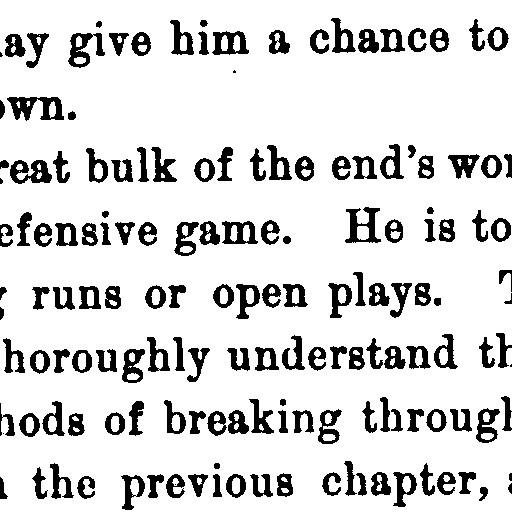 ay give him a chance to
own.
reat bulk of the end's wor
efensive game. He is to
g runs or open plays. T
horoughly understand th
hods of breaking through
n the previous chapter, a